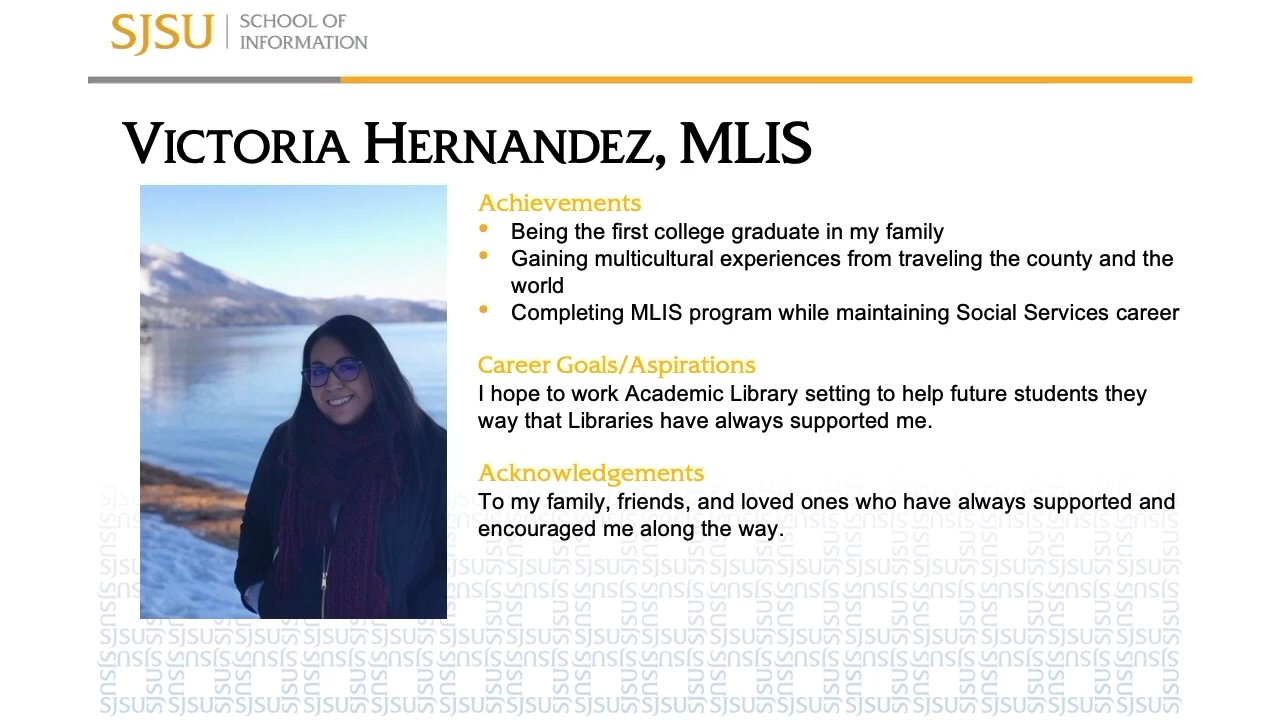 SJSU SCHOOL OF
INFORMATION
VICTORIA HERNANDEZ, MLIS
Achievements
• Being the first college graduate in my family
• Gaining multicultural experiences from traveling the county and the
world
• Completing MLIS program while maintaining Social Services career
Career Goals/Aspirations
I hope to work Academic Library setting to help future students they
way that Libraries have always supported me.
Acknowledgements
To my family, friends, and loved ones who have always supported and
encouraged me along the way.